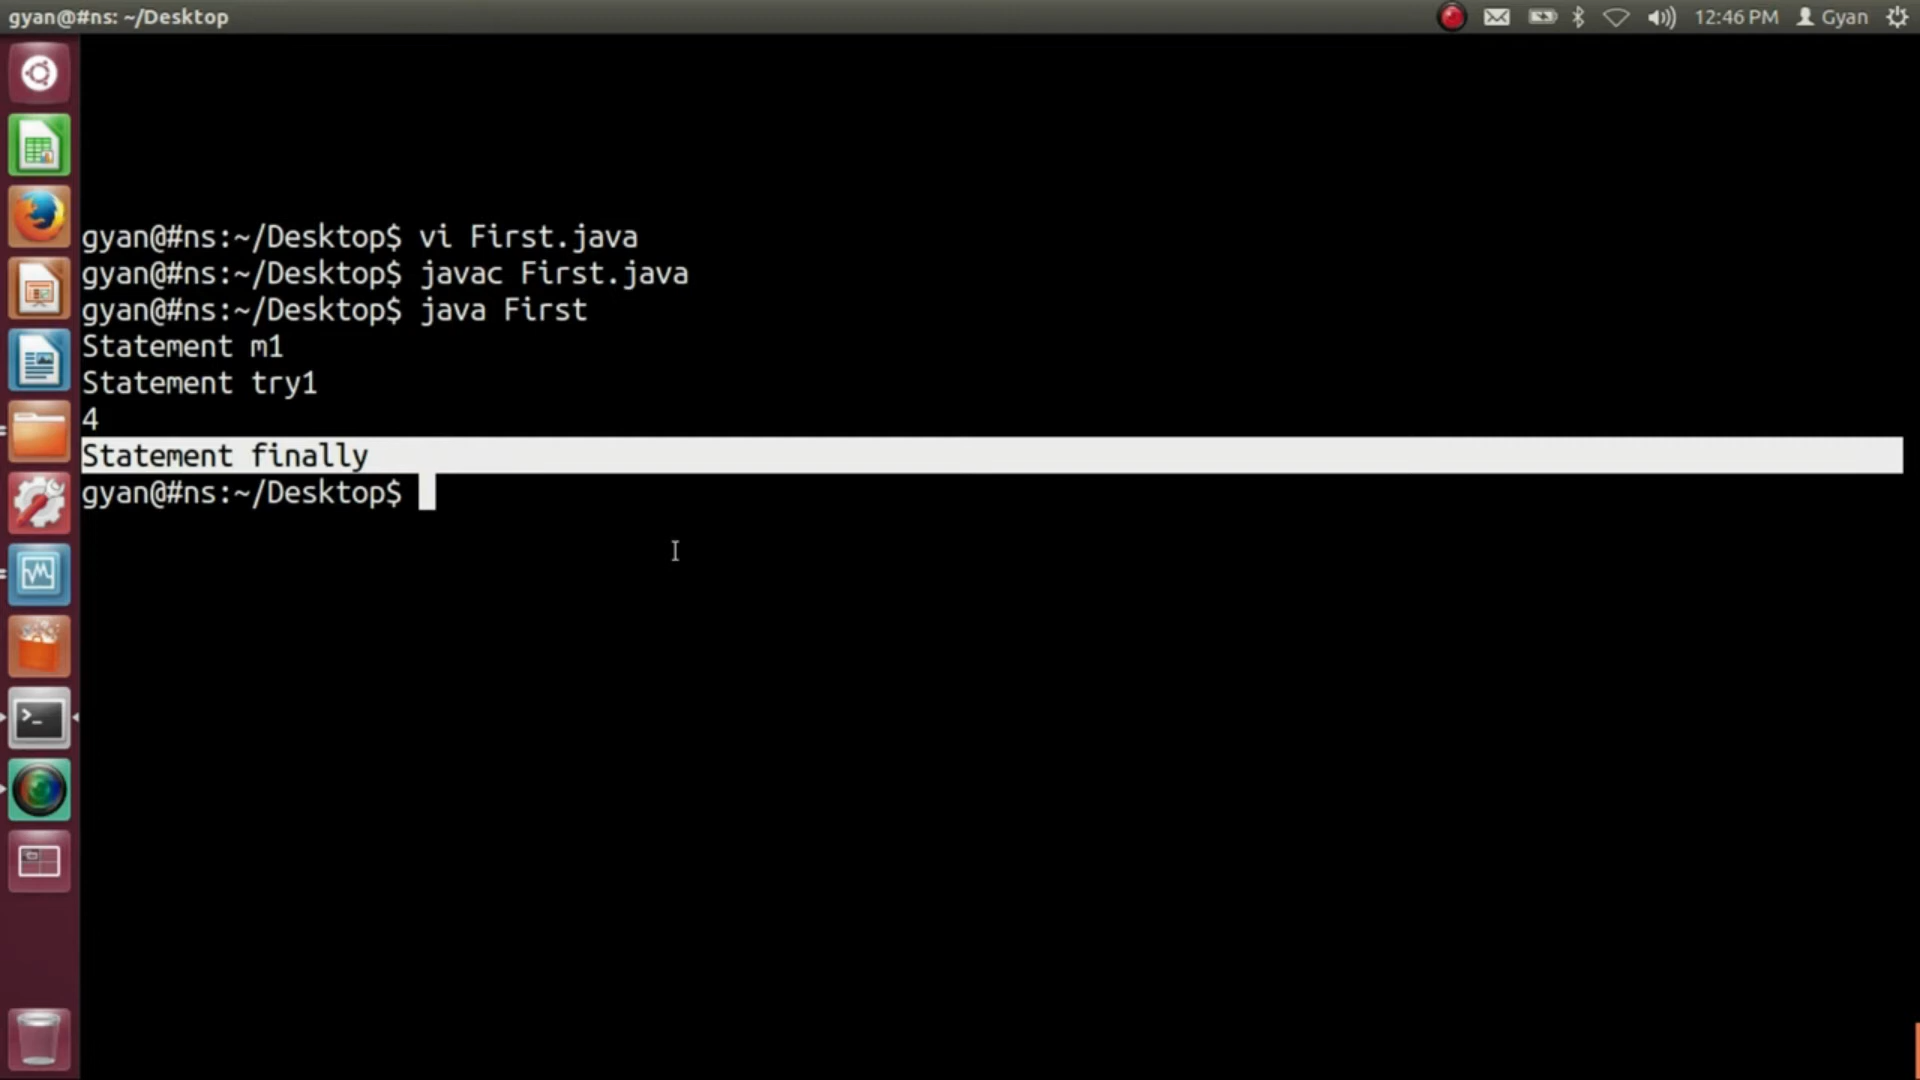 gyan@#ns: ~/Desktop
12:46 PM Gyan
gyan@#ns:~/Desktop$ vi First.java
gyan@#ns:~/Desktop$ javac First.java
gyan@#ns:~/Desktop$ java First
Statement m1
Statement try1
4
Statement finally
gyan@#ns:~/Desktop$